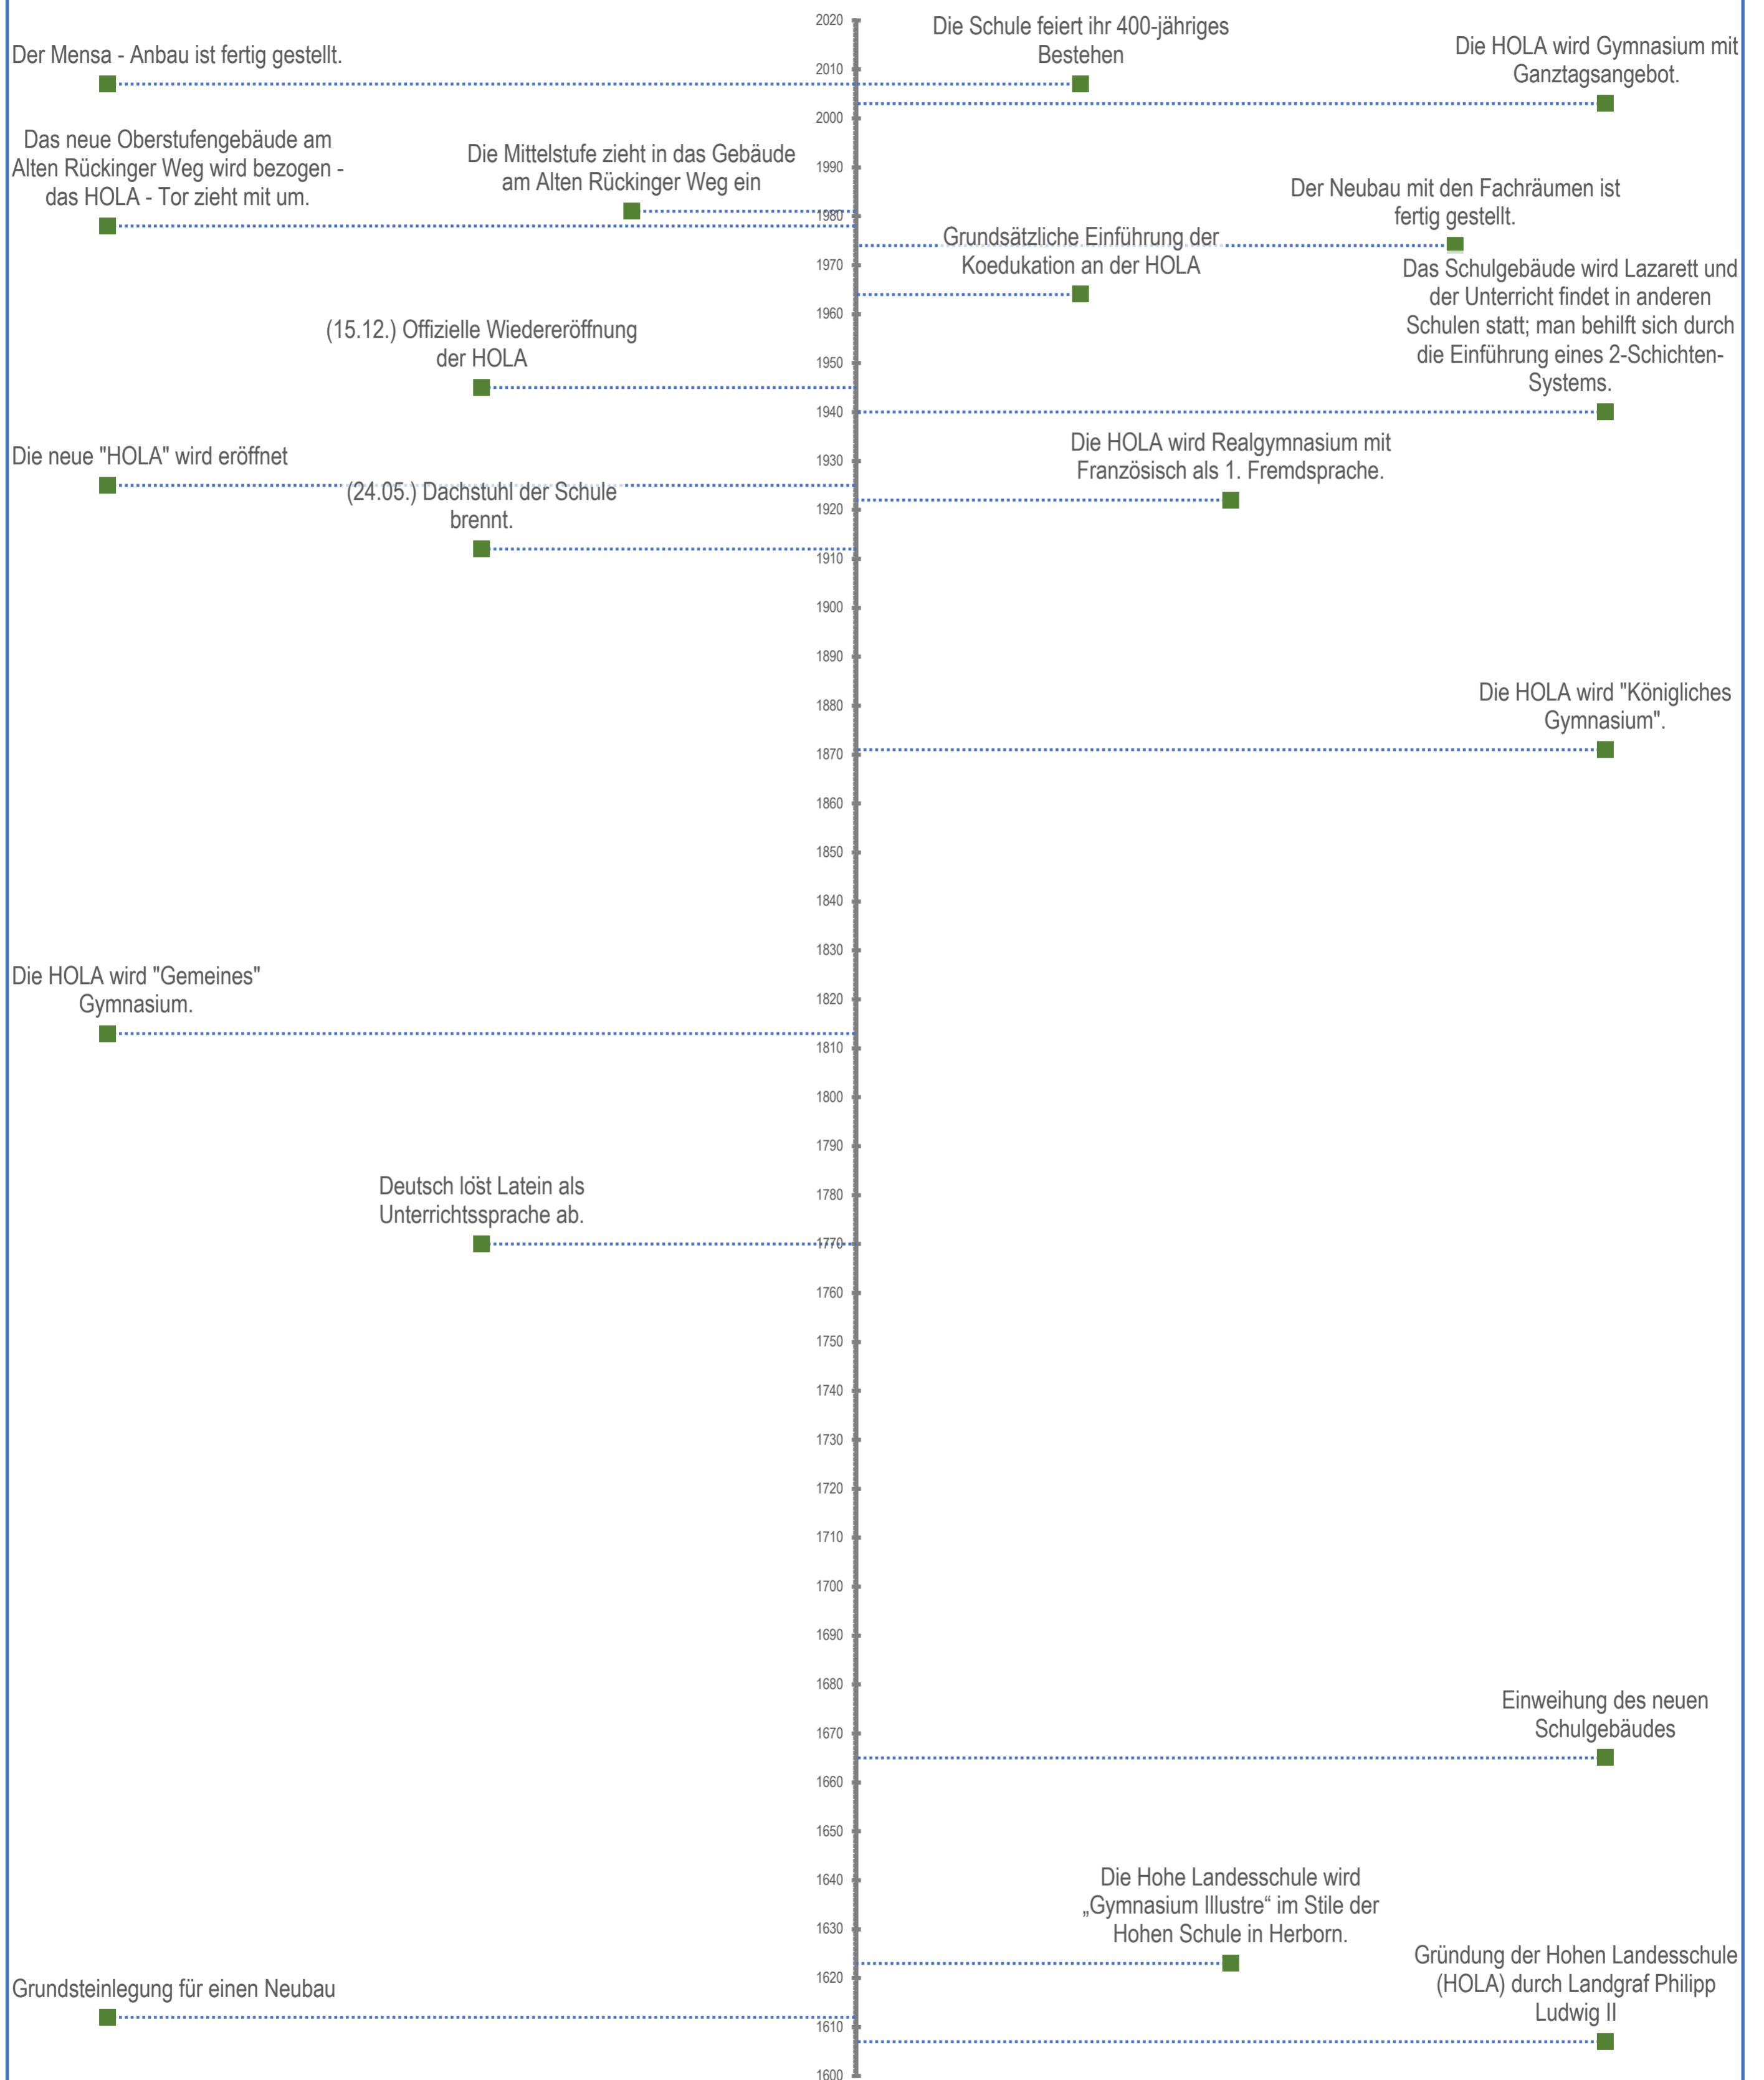 2020
Die Schule feiert ihr 400-jähriges
Bestehen
Die HOLA wird Gymnasium mit
Ganztagsangebot.
Der Mensa - Anbau ist fertig gestellt.
2010
2000
Das neue Oberstufengebäude am
Alten Rückinger Weg wird bezogen -
das HOLA - Tor zieht mit um.
Die Mittelstufe zieht in das Gebäude
am Alten Rückinger Weg ein
1990
Der Neubau mit den Fachräumen ist
fertig gestellt.
1980
Grundsätzliche Einführung der
Koedukation an der HOLA
1970
Das Schulgebäude wird Lazarett und
der Unterricht findet in anderen
Schulen statt; man behilft sich durch
die Einführung eines 2-Schichten-
Systems.
1960
(15.12.) Offizielle Wiedereröffnung
der HOLA
1950
1940
Die neue "HOLA" wird eröffnet
Die HOLA wird Realgymnasium mit
Französisch als 1. Fremdsprache.
1930
(24.05.) Dachstuhl der Schule
brennt.
1920
1910
1900
1890
Die HOLA wird "Königliches
Gymnasium".
1880
1870
1860
1850
1840
1830
Die HOLA wird "Gemeines"
Gymnasium.
1820
1810
1800
1790
Deutsch löst Latein als
Unterrichtssprache ab.
1780
1770
1760
1750
1740
1730
1720
1710
1700
1690
1680
Einweihung des neuen
Schulgebäudes
1670
1660
1650
1640
Die Hohe Landesschule wird
„Gymnasium Illustre“ im Stile der
Hohen Schule in Herborn.
1630
Gründung der Hohen Landesschule
(HOLA) durch Landgraf Philipp
Ludwig II
1620
Grundsteinlegung für einen Neubau
1610
1600